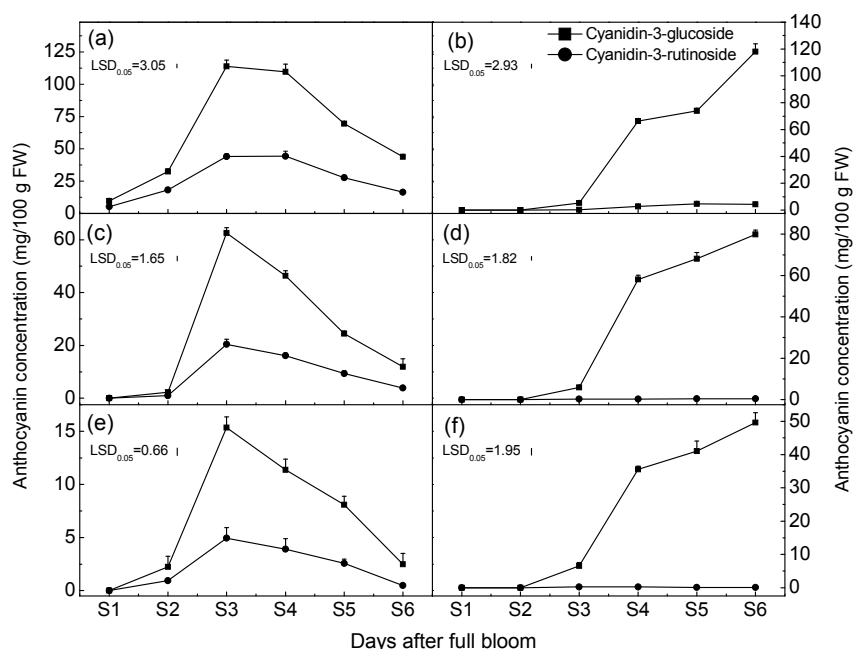 (a)
LSD0.05=3.05
125
100
75
50
25
0
(b)
Cyanidin-3-glucoside
Cyanidin-3-rutinoside
LSD0.05=2.93
140
120
100
80
60
40
20
0
(c)
LSD0.05=1.65
60
40
20
0
(d)
LSD0.05=1.82
80
60
40
20
0
(e)
LSD0.05=0.66
15
10
5
0
(f)
LSD0.05=1.95
50
40
30
20
10
0
Anthocyanin concentration (mg/100 g FW)
Anthocyanin concentration (mg/100 g FW)
S1 S2 S3 S4 S5 S6 S1 S2 S3 S4 S5 S6
Days after full bloom